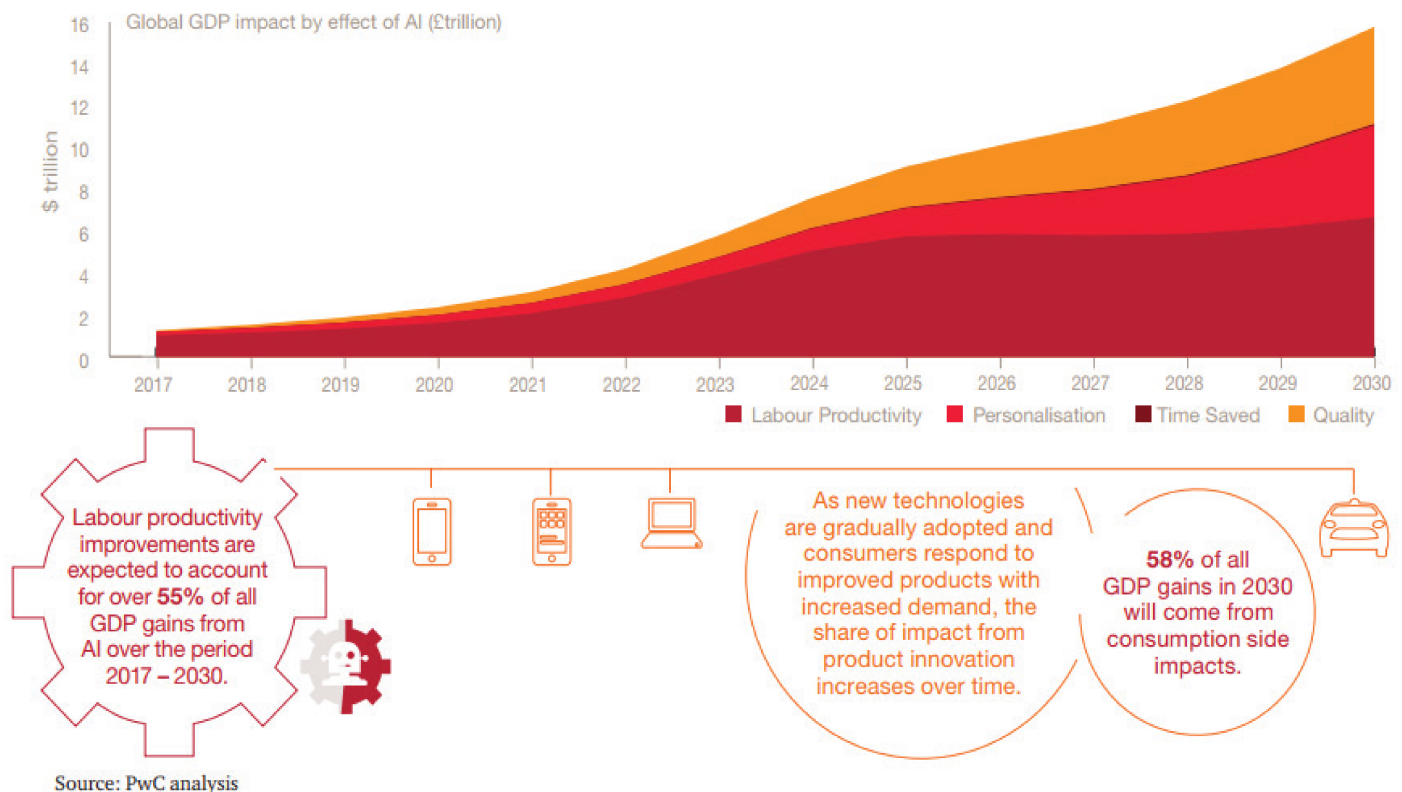 Global GDP impact by effect of AI (£trillion)
16
14
12
10
8
6
4
2
0
$ trillion
2017 2018 2019 2020 2021 2022 2023 2024 2025 2026 2027 2028 2029 2030
Labour Productivity Personalisation Time Saved Quality
Labour productivity
improvements are
expected to account
for over 55% of all
GDP gains from
AI over the period
2017 – 2030.
As new technologies
are gradually adopted and
consumers respond to
improved products with
increased demand, the
share of impact from
product innovation
increases over time.
58% of all
GDP gains in 2030
will come from
consumption side
impacts.
Source: PwC analysis